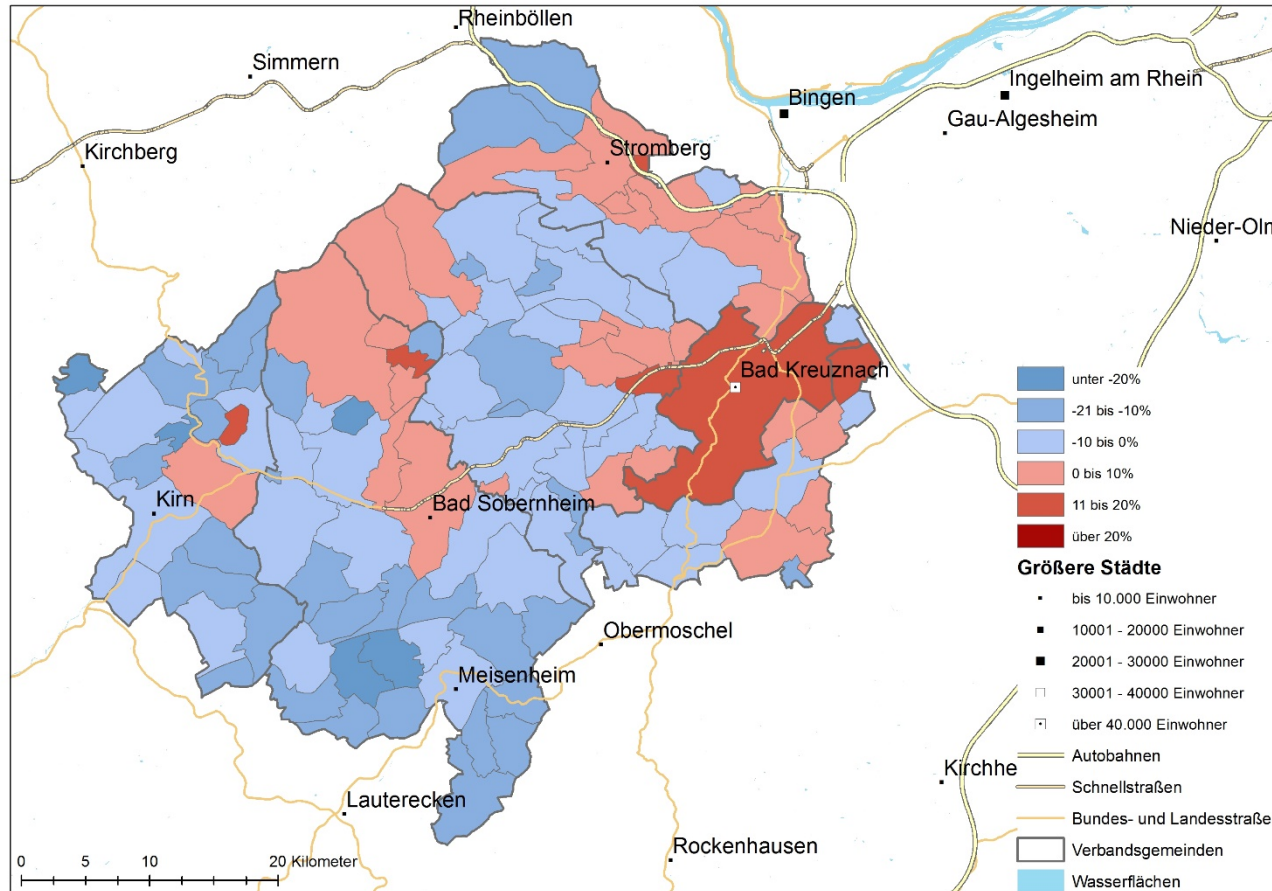 Rheinböllen
Simmern
Ingelheim am Rhein
Bingen
Gau-Algesheim
Kirchberg
Stromberg
Nieder-Olm
Bad Kreuznach
Kirn
Bad Sobernheim
Obermoschel
Meisenheim
Lauterecken
Rockenhausen
Kirchhe
unter -20%
-21 bis -10%
-10 bis 0%
0 bis 10%
11 bis 20%
über 20%
Größere Städte
bis 10.000 Einwohner
10001 - 20000 Einwohner
20001 - 30000 Einwohner
30001 - 40000 Einwohner
über 40.000 Einwohner
Autobahnen
Schnellstraßen
Bundes- und Landesstraße
Verbandsgemeinden
Wasserflächen
0 5 10 20 Kilometer